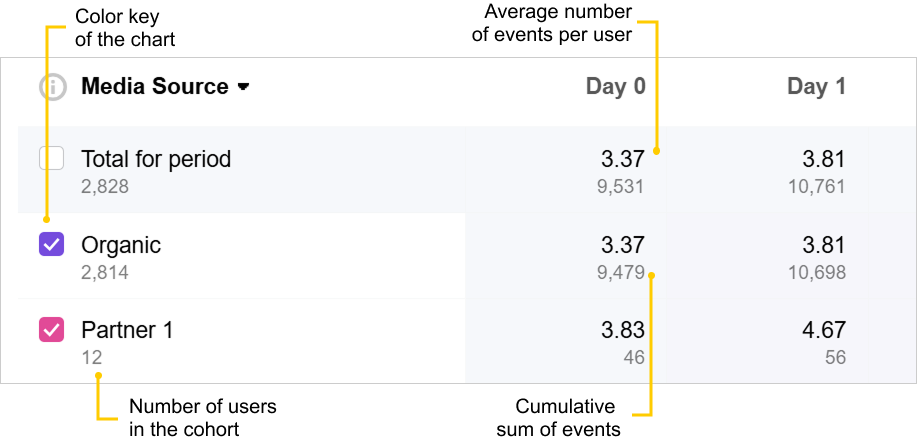 Color key
of the chart
Average number
of events per user
Media Source Day 0 Day 1
Total for period 3.37 3.81
2,828 9,531 10,761
Organic 3.37 3.81
2,814 9,479 10,698
Partner 1 3.83 4.67
12 46 56
Number of users
in the cohort
Cumulative
sum of events